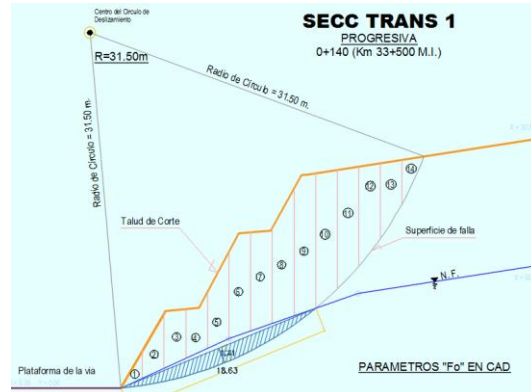 Centro del Circulo de
Deslizamiento
SECC TRANS 1
PROGRESIVA
0+140 (Km 33+500 M.I.)
R=31.50m
Radio de Circulo = 31.50 m.
Radio de Circulo = 31.50 m.
14
13
12
11
10
9
8
7
6
5
4
3
2
1
Talud de Corte
Superficie de falla
N.F.
18.63
Plataforma de la via
PARAMETROS "Fo" EN CAD